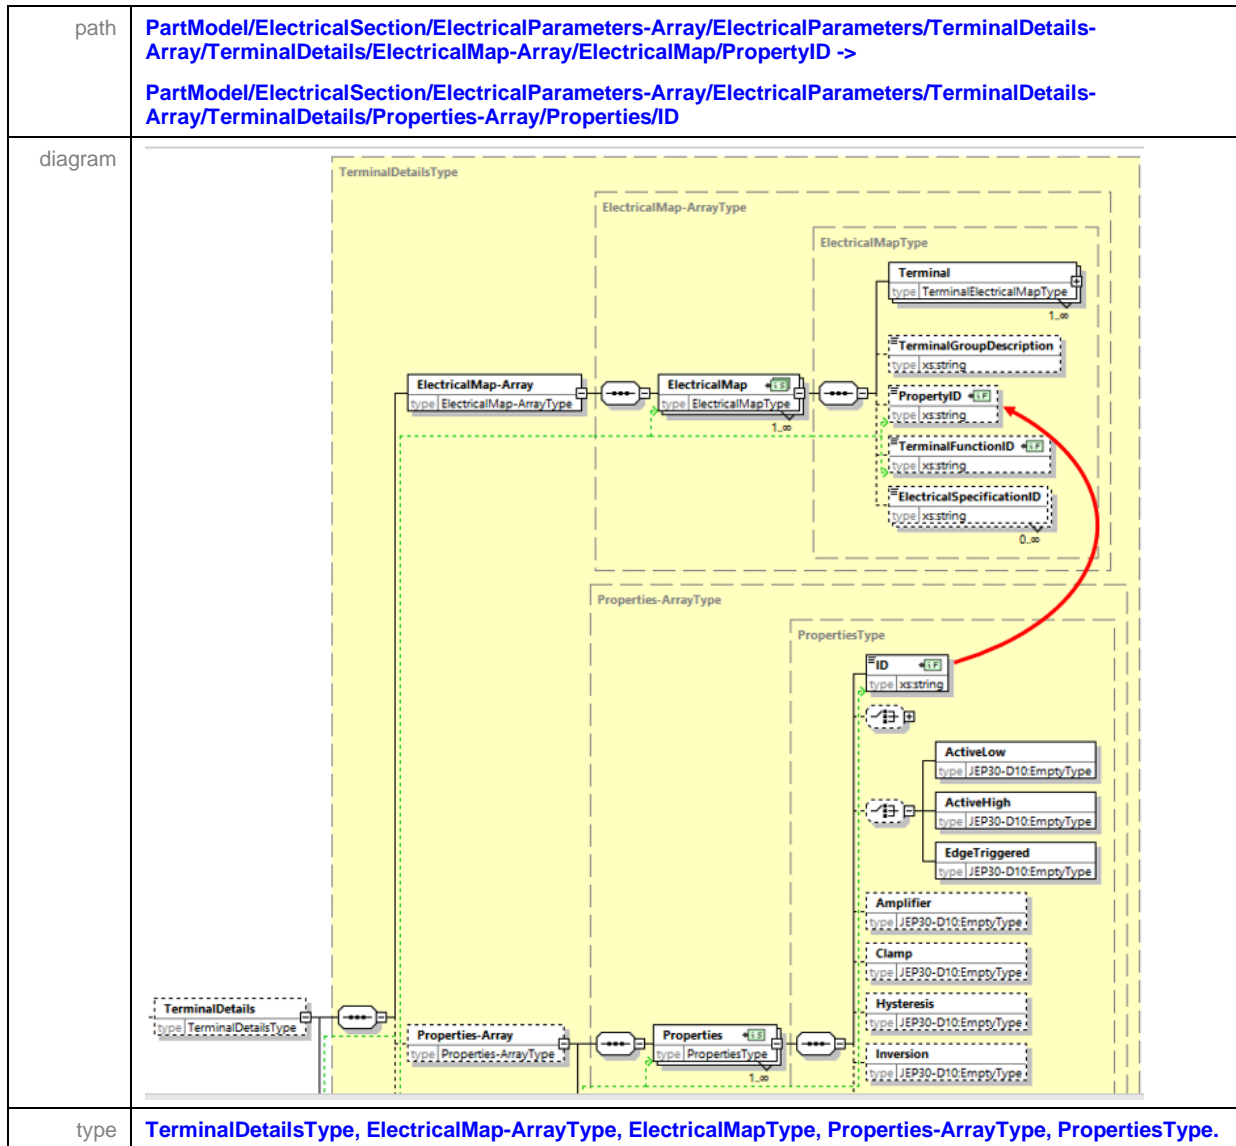 path
PartModel/ElectricalSection/ElectricalParameters-Array/ElectricalParameters/TerminalDetails-
Array/TerminalDetails/ElectricalMap-Array/ElectricalMap/PropertyID ->
PartModel/ElectricalSection/ElectricalParameters-Array/ElectricalParameters/TerminalDetails-
Array/TerminalDetails/Properties-Array/Properties/ID
diagram
TerminalDetailsType
ElectricalMap-ArrayType
ElectricalMapType
Terminal
type TerminalElectricalMapType
1..∞
TerminalGroupDescription
type xs:string
ElectricalMap-Array
type ElectricalMap-ArrayType
ElectricalMap
type ElectricalMapType
1..∞
PropertyID
type xs:string
TerminalFunctionID
type xs:string
ElectricalSpecificationID
type xs:string
0..∞
Properties-ArrayType
PropertiesType
ID
type xs:string
ActiveLow
type JEP30-D10:EmptyType
ActiveHigh
type JEP30-D10:EmptyType
EdgeTriggered
type JEP30-D10:EmptyType
Amplifier
type JEP30-D10:EmptyType
Clamp
type JEP30-D10:EmptyType
TerminalDetails
type TerminalDetailsType
Hysteresis
type JEP30-D10:EmptyType
Properties-Array
type Properties-ArrayType
Properties
type PropertiesType
1..∞
Inversion
type JEP30-D10:EmptyType
type
TerminalDetailsType, ElectricalMap-ArrayType, ElectricalMapType, Properties-ArrayType, PropertiesType.